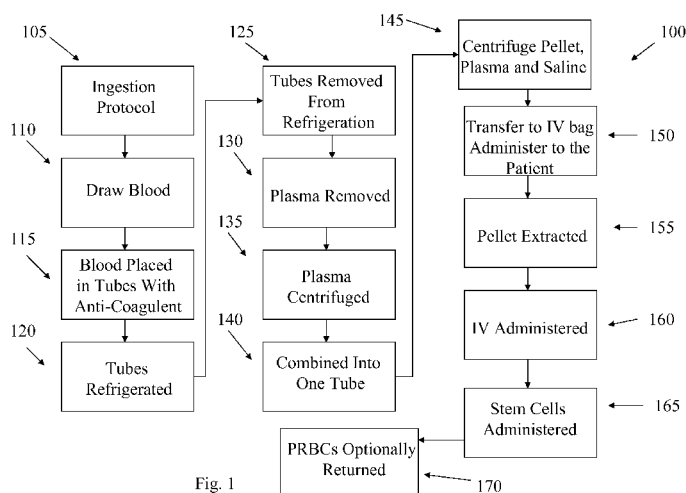 105
Ingestion
Protocol
110
Draw Blood
115
Blood Placed
in Tubes With
Anti-Coagulent
120
Tubes
Refrigerated
125
Tubes Removed
From
Refrigeration
130
Plasma Removed
135
Plasma
Centrifuged
140
Combined Into
One Tube
145
Centrifuge Pellet,
Plasma and Saline
100
Transfer to IV bag
Administer to the
Patient
150
Pellet Extracted
155
IV Administered
160
Stem Cells
Administered
165
PRBCs Optionally
Returned
170
Fig. 1